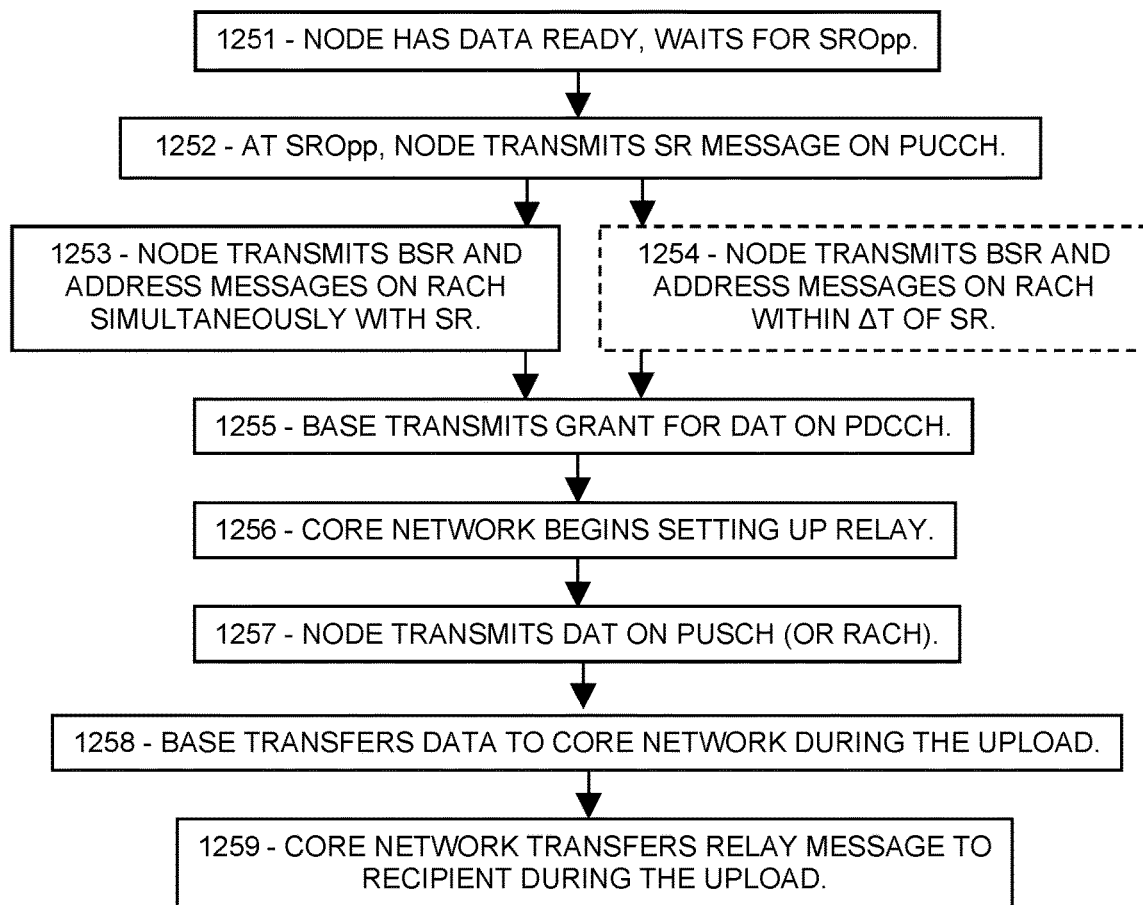 1251 - NODE HAS DATA READY, WAITS FOR SROpp.
1252 - AT SROpp, NODE TRANSMITS SR MESSAGE ON PUCCH.
1253 - NODE TRANSMITS BSR AND
ADDRESS MESSAGES ON RACH
SIMULTANEOUSLY WITH SR.
1254 - NODE TRANSMITS BSR AND
ADDRESS MESSAGES ON RACH
WITHIN ΔT OF SR.
1255 - BASE TRANSMITS GRANT FOR DAT ON PDCCH.
1256 - CORE NETWORK BEGINS SETTING UP RELAY.
1257 - NODE TRANSMITS DAT ON PUSCH (OR RACH).
1258 - BASE TRANSFERS DATA TO CORE NETWORK DURING THE UPLOAD.
1259 - CORE NETWORK TRANSFERS RELAY MESSAGE TO
RECIPIENT DURING THE UPLOAD.